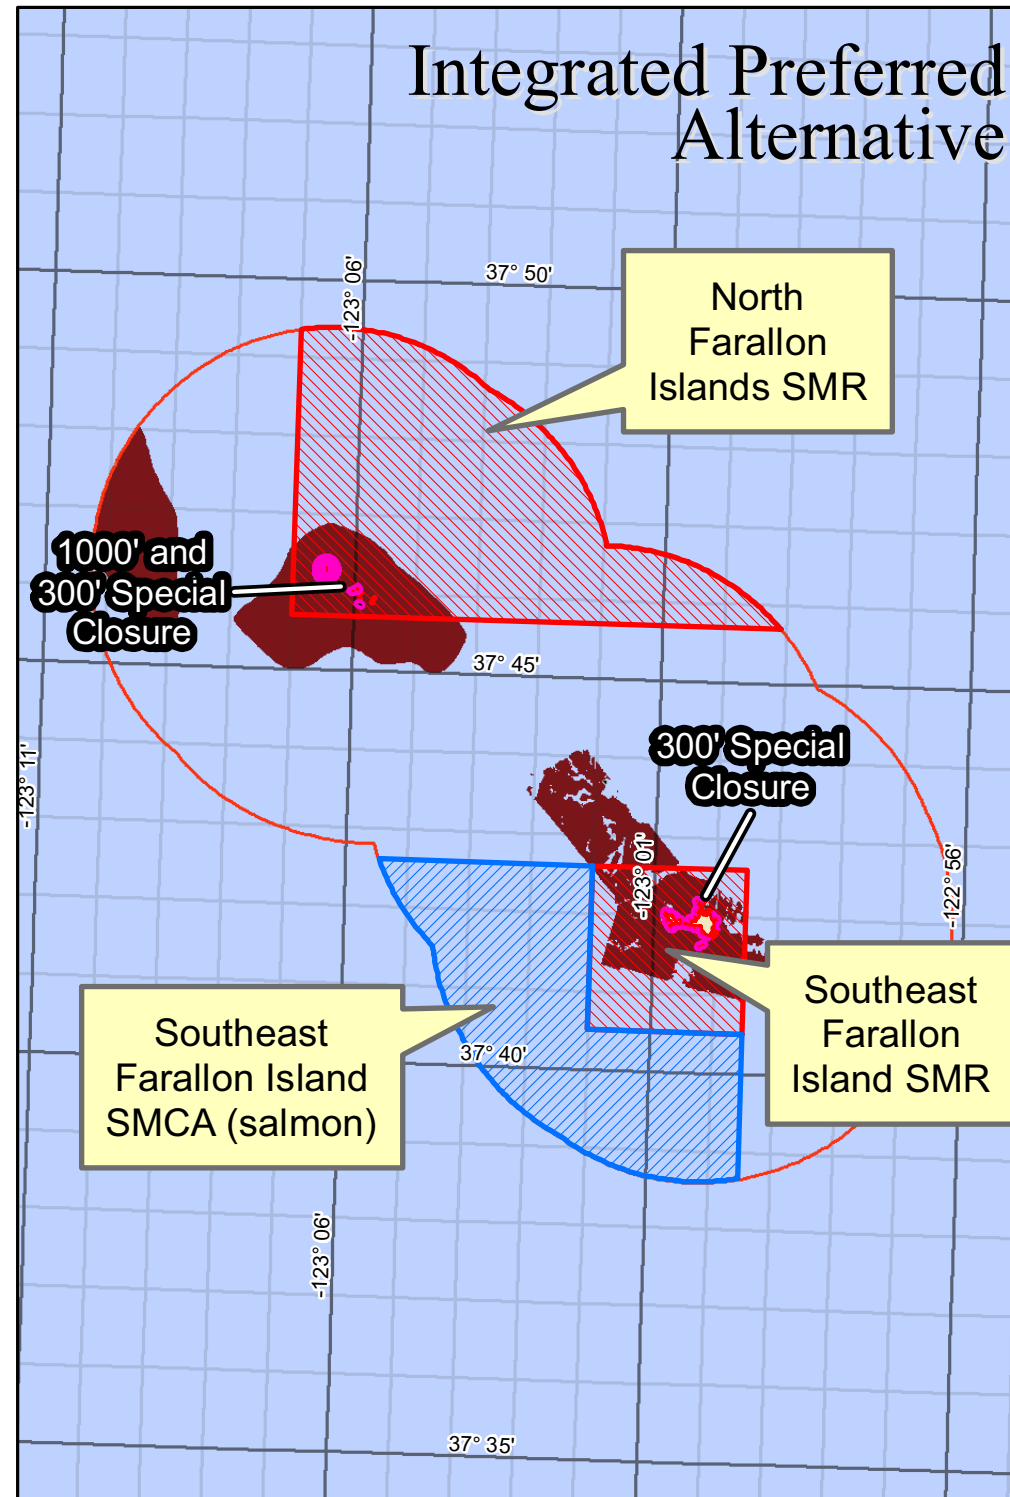 Integrated Preferred
Alternative
-123° 06'
37° 50'
North
Farallon
Islands SMR
1000' and
300' Special
Closure
37° 45'
-123° 11'
300' Special
Closure
-123° 01'
-122° 56'
Southeast
Farallon Island
SMCA (salmon)
37° 40'
Southeast
Farallon
Island SMR
-123° 06'
37° 35'